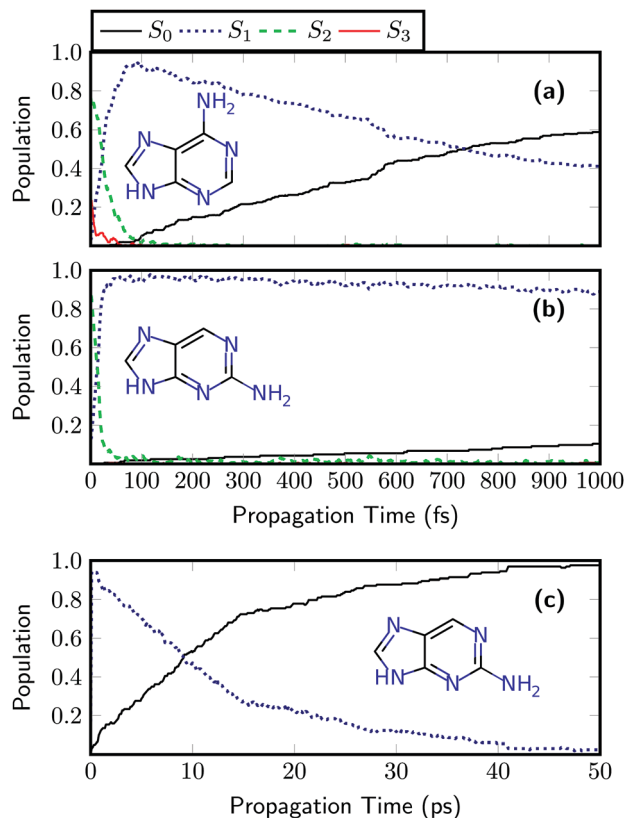 S0 S1 S2 S3
1.0
0.8
0.6
0.4
0.2
Population
(a)
NH2
N
N
N
HN
1.0
0.8
0.6
0.4
0.2
Population
(b)
N
N
HN
N
NH2
0 100 200 300 400 500 600 700 800 900 1000
Propagation Time (fs)
1.0
0.8
0.6
0.4
0.2
Population
(c)
N
N
HN
N
NH2
0 10 20 30 40 50
Propagation Time (ps)